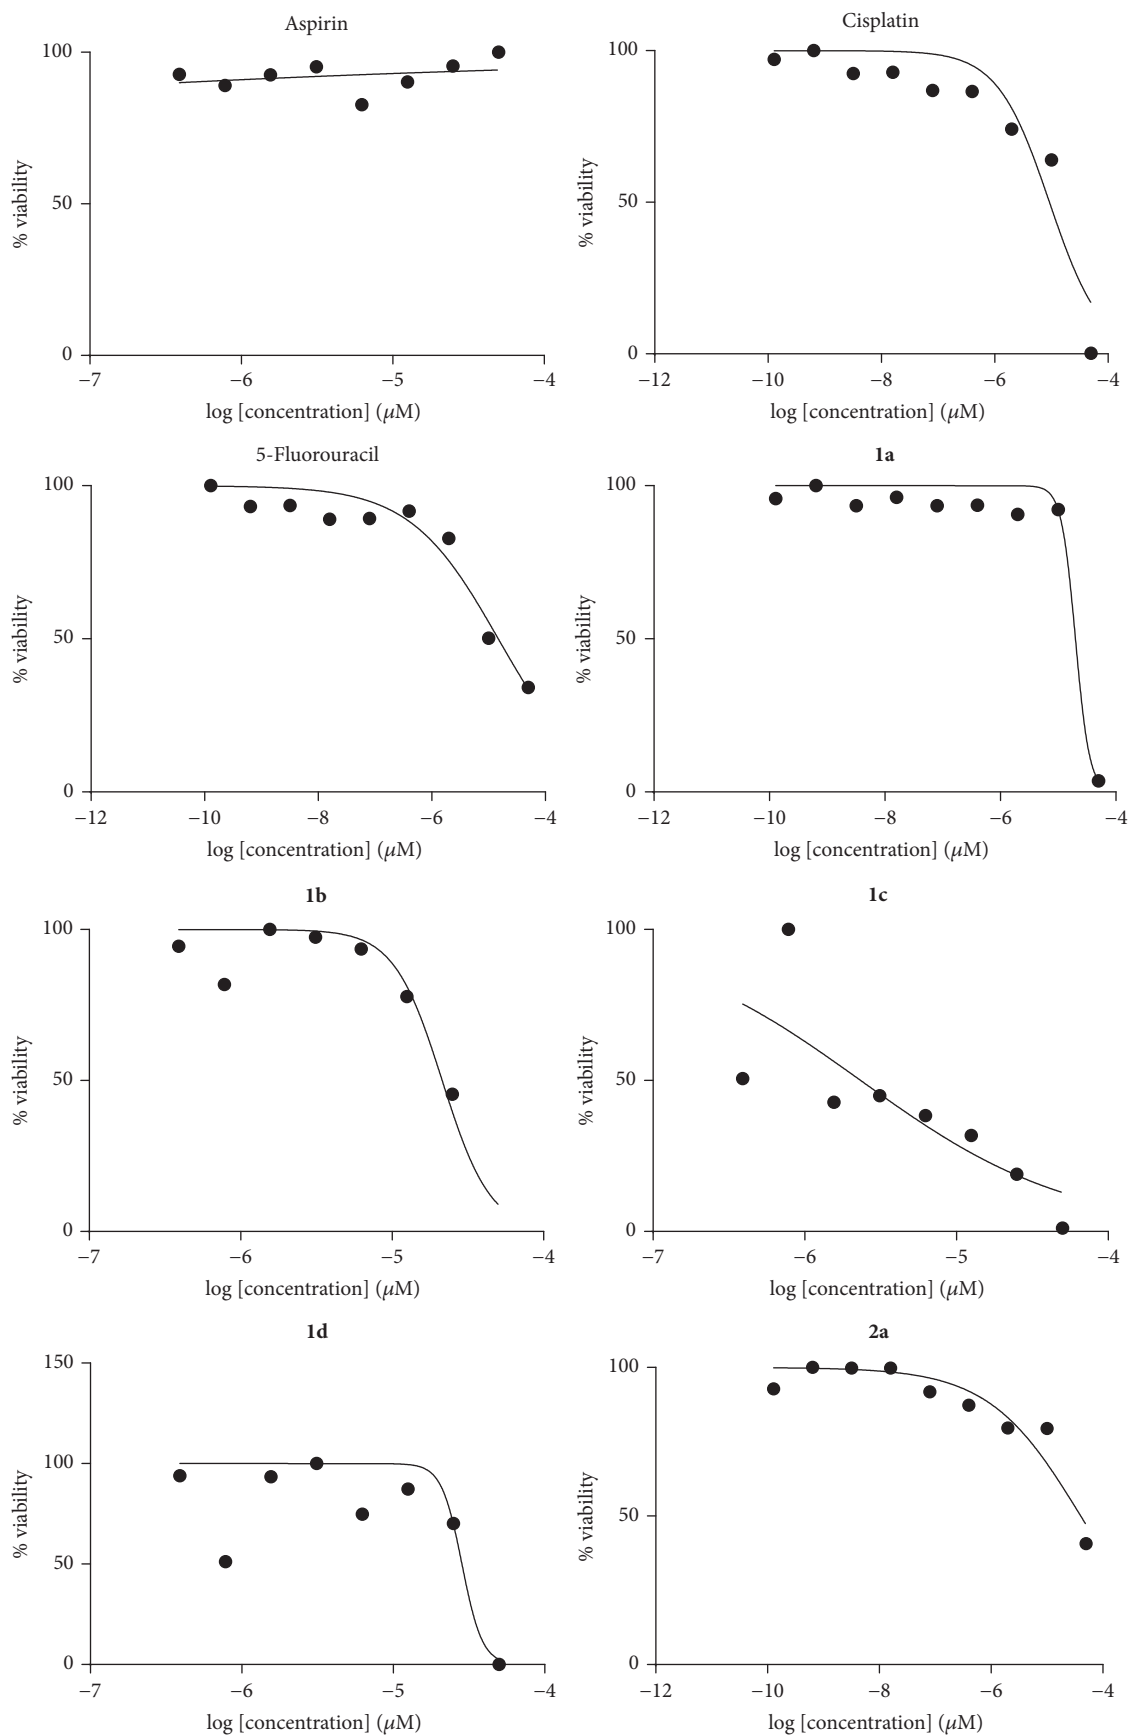 Aspirin
100
50
0
−7
−6
−5
−4
% viability
log [concentration] (μM)
Cisplatin
100
50
0
−12
−10
−8
−6
−4
% viability
log [concentration] (μM)
5-Fluorouracil
100
50
0
−12
−10
−8
−6
−4
% viability
log [concentration] (μM)
1a
100
50
0
−12
−10
−8
−6
−4
% viability
log [concentration] (μM)
1b
100
50
0
−7
−6
−5
−4
% viability
log [concentration] (μM)
1c
100
50
0
−7
−6
−5
−4
% viability
log [concentration] (μM)
1d
150
100
50
0
−7
−6
−5
−4
% viability
log [concentration] (μM)
2a
100
50
0
−12
−10
−8
−6
−4
% viability
log [concentration] (μM)